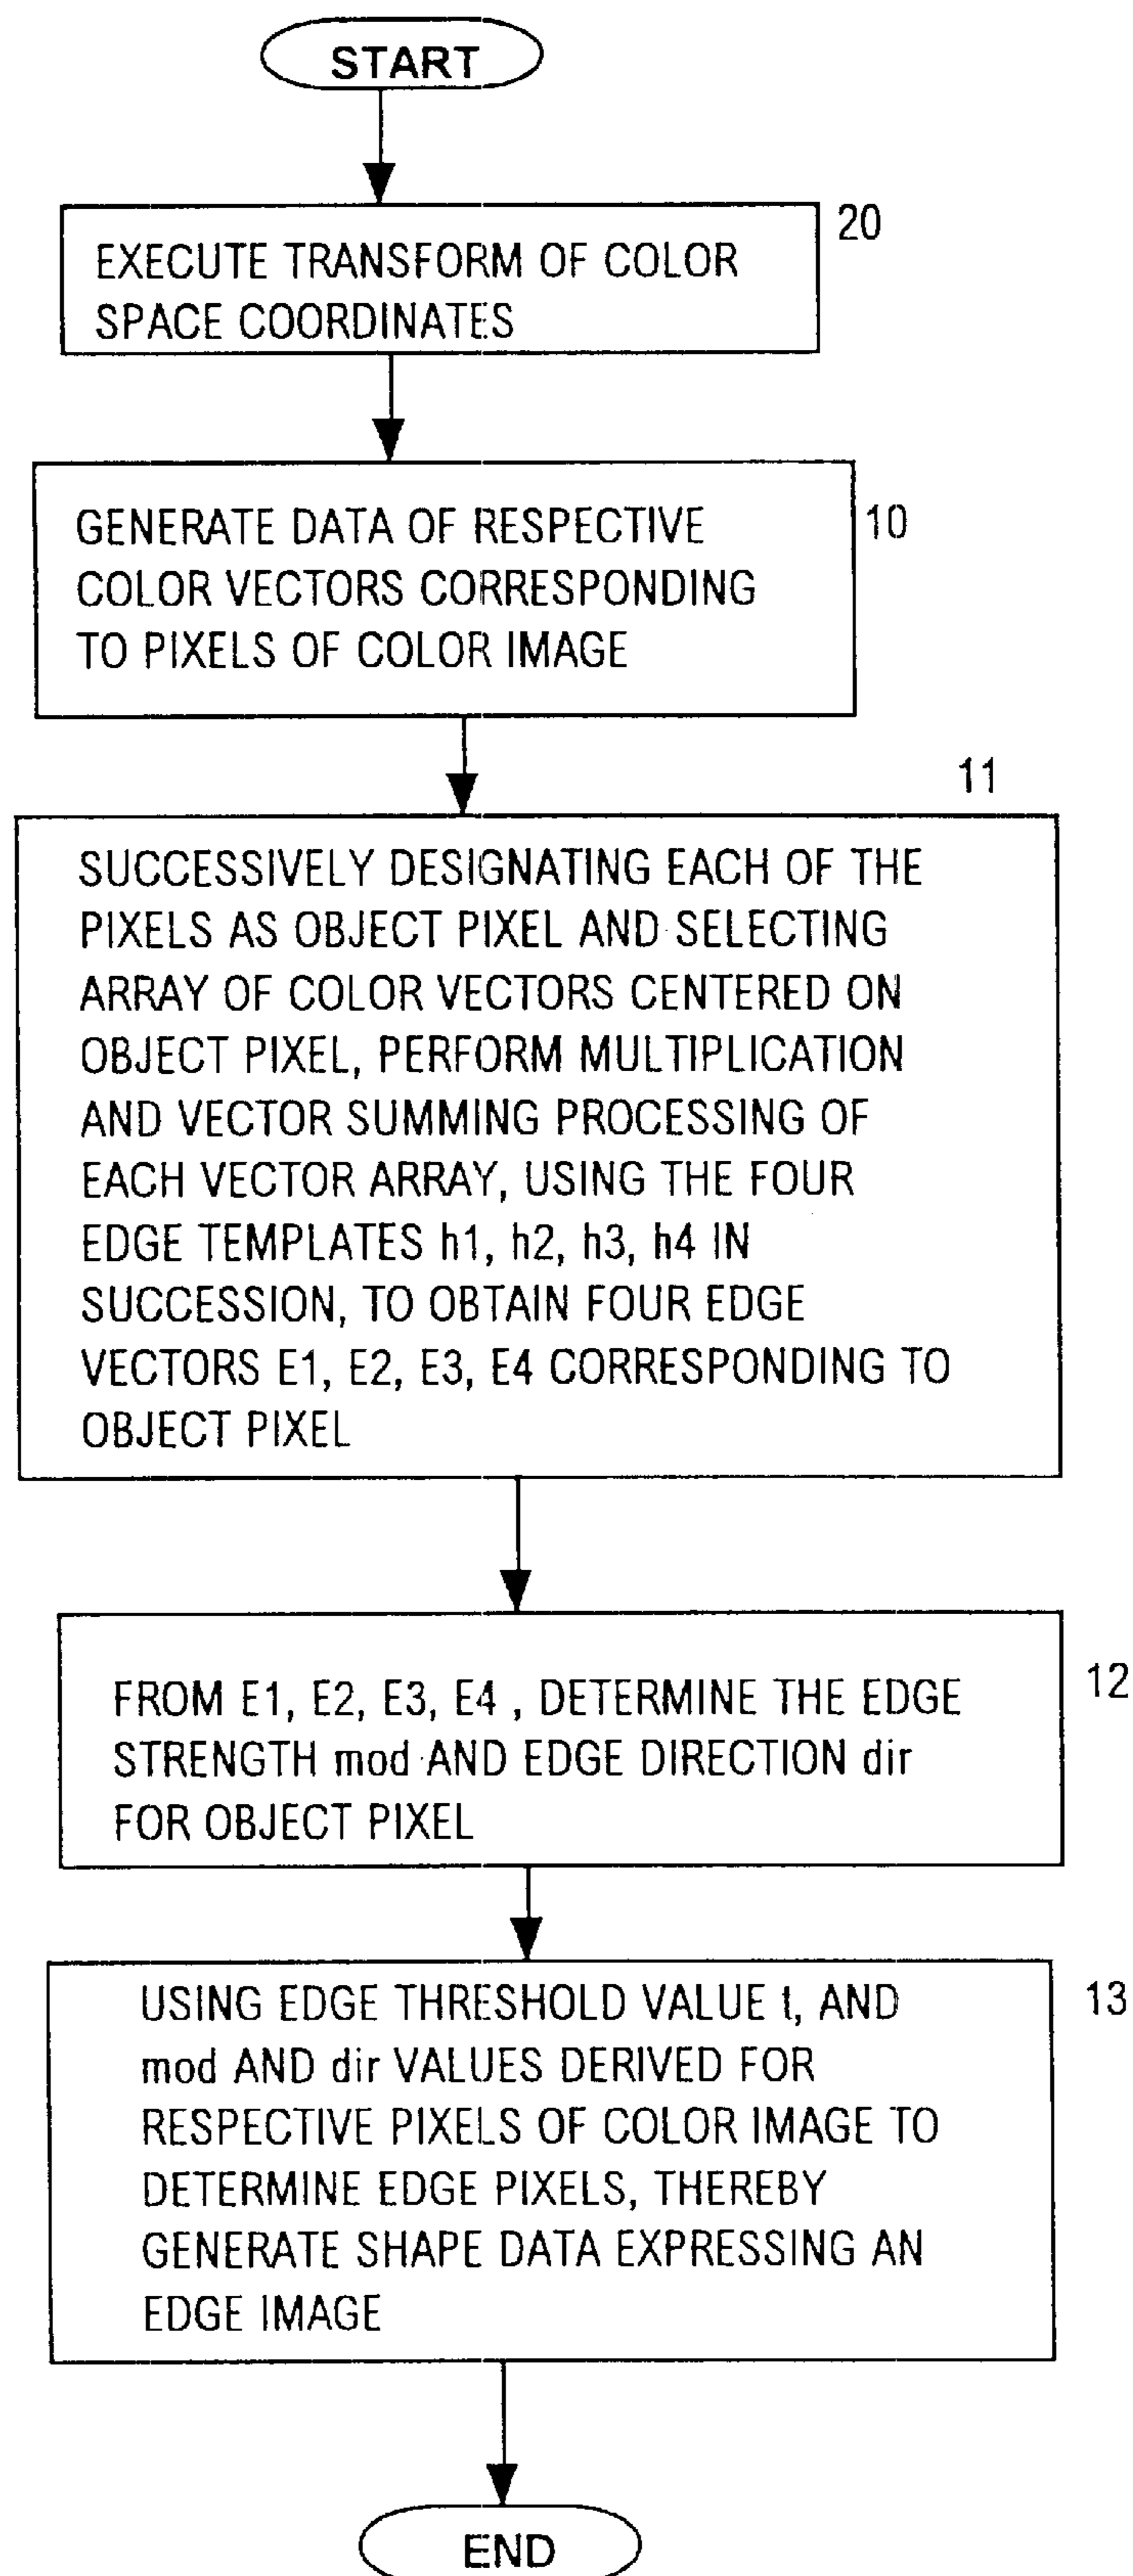 START
20
EXECUTE TRANSFORM OF COLOR
SPACE COORDINATES
10
GENERATE DATA OF RESPECTIVE
COLOR VECTORS CORRESPONDING
TO PIXELS OF COLOR IMAGE
11
SUCCESSIVELY DESIGNATING EACH OF THE
PIXELS AS OBJECT PIXEL AND SELECTING
ARRAY OF COLOR VECTORS CENTERED ON
OBJECT PIXEL, PERFORM MULTIPLICATION
AND VECTOR SUMMING PROCESSING OF
EACH VECTOR ARRAY, USING THE FOUR
EDGE TEMPLATES h1, h2, h3, h4 IN
SUCCESSION, TO OBTAIN FOUR EDGE
VECTORS E1, E2, E3, E4 CORRESPONDING TO
OBJECT PIXEL
12
FROM E1, E2, E3, E4 , DETERMINE THE EDGE
STRENGTH mod AND EDGE DIRECTION dir
FOR OBJECT PIXEL
13
USING EDGE THRESHOLD VALUE t, AND
mod AND dir VALUES DERIVED FOR
RESPECTIVE PIXELS OF COLOR IMAGE TO
DETERMINE EDGE PIXELS, THEREBY
GENERATE SHAPE DATA EXPRESSING AN
EDGE IMAGE
END